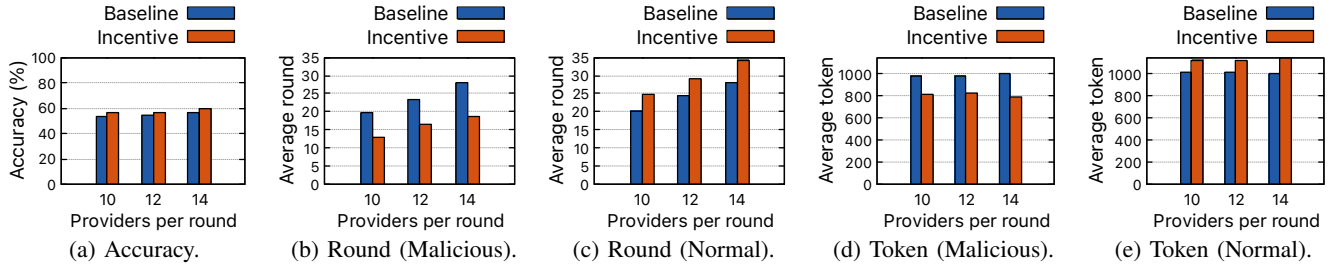 Baseline
Incentive
Accuracy (%)
100
80
60
40
20
0
10 12 14
Providers per round
(a) Accuracy.
Baseline
Incentive
Average round
35
30
25
20
15
10
5
0
10 12 14
Providers per round
(b) Round (Malicious).
Baseline
Incentive
Average round
35
30
25
20
15
10
5
0
10 12 14
Providers per round
(c) Round (Normal).
Baseline
Incentive
Average token
1000
800
600
400
200
0
10 12 14
Providers per round
(d) Token (Malicious).
Baseline
Incentive
Average token
1000
800
600
400
200
0
10 12 14
Providers per round
(e) Token (Normal).